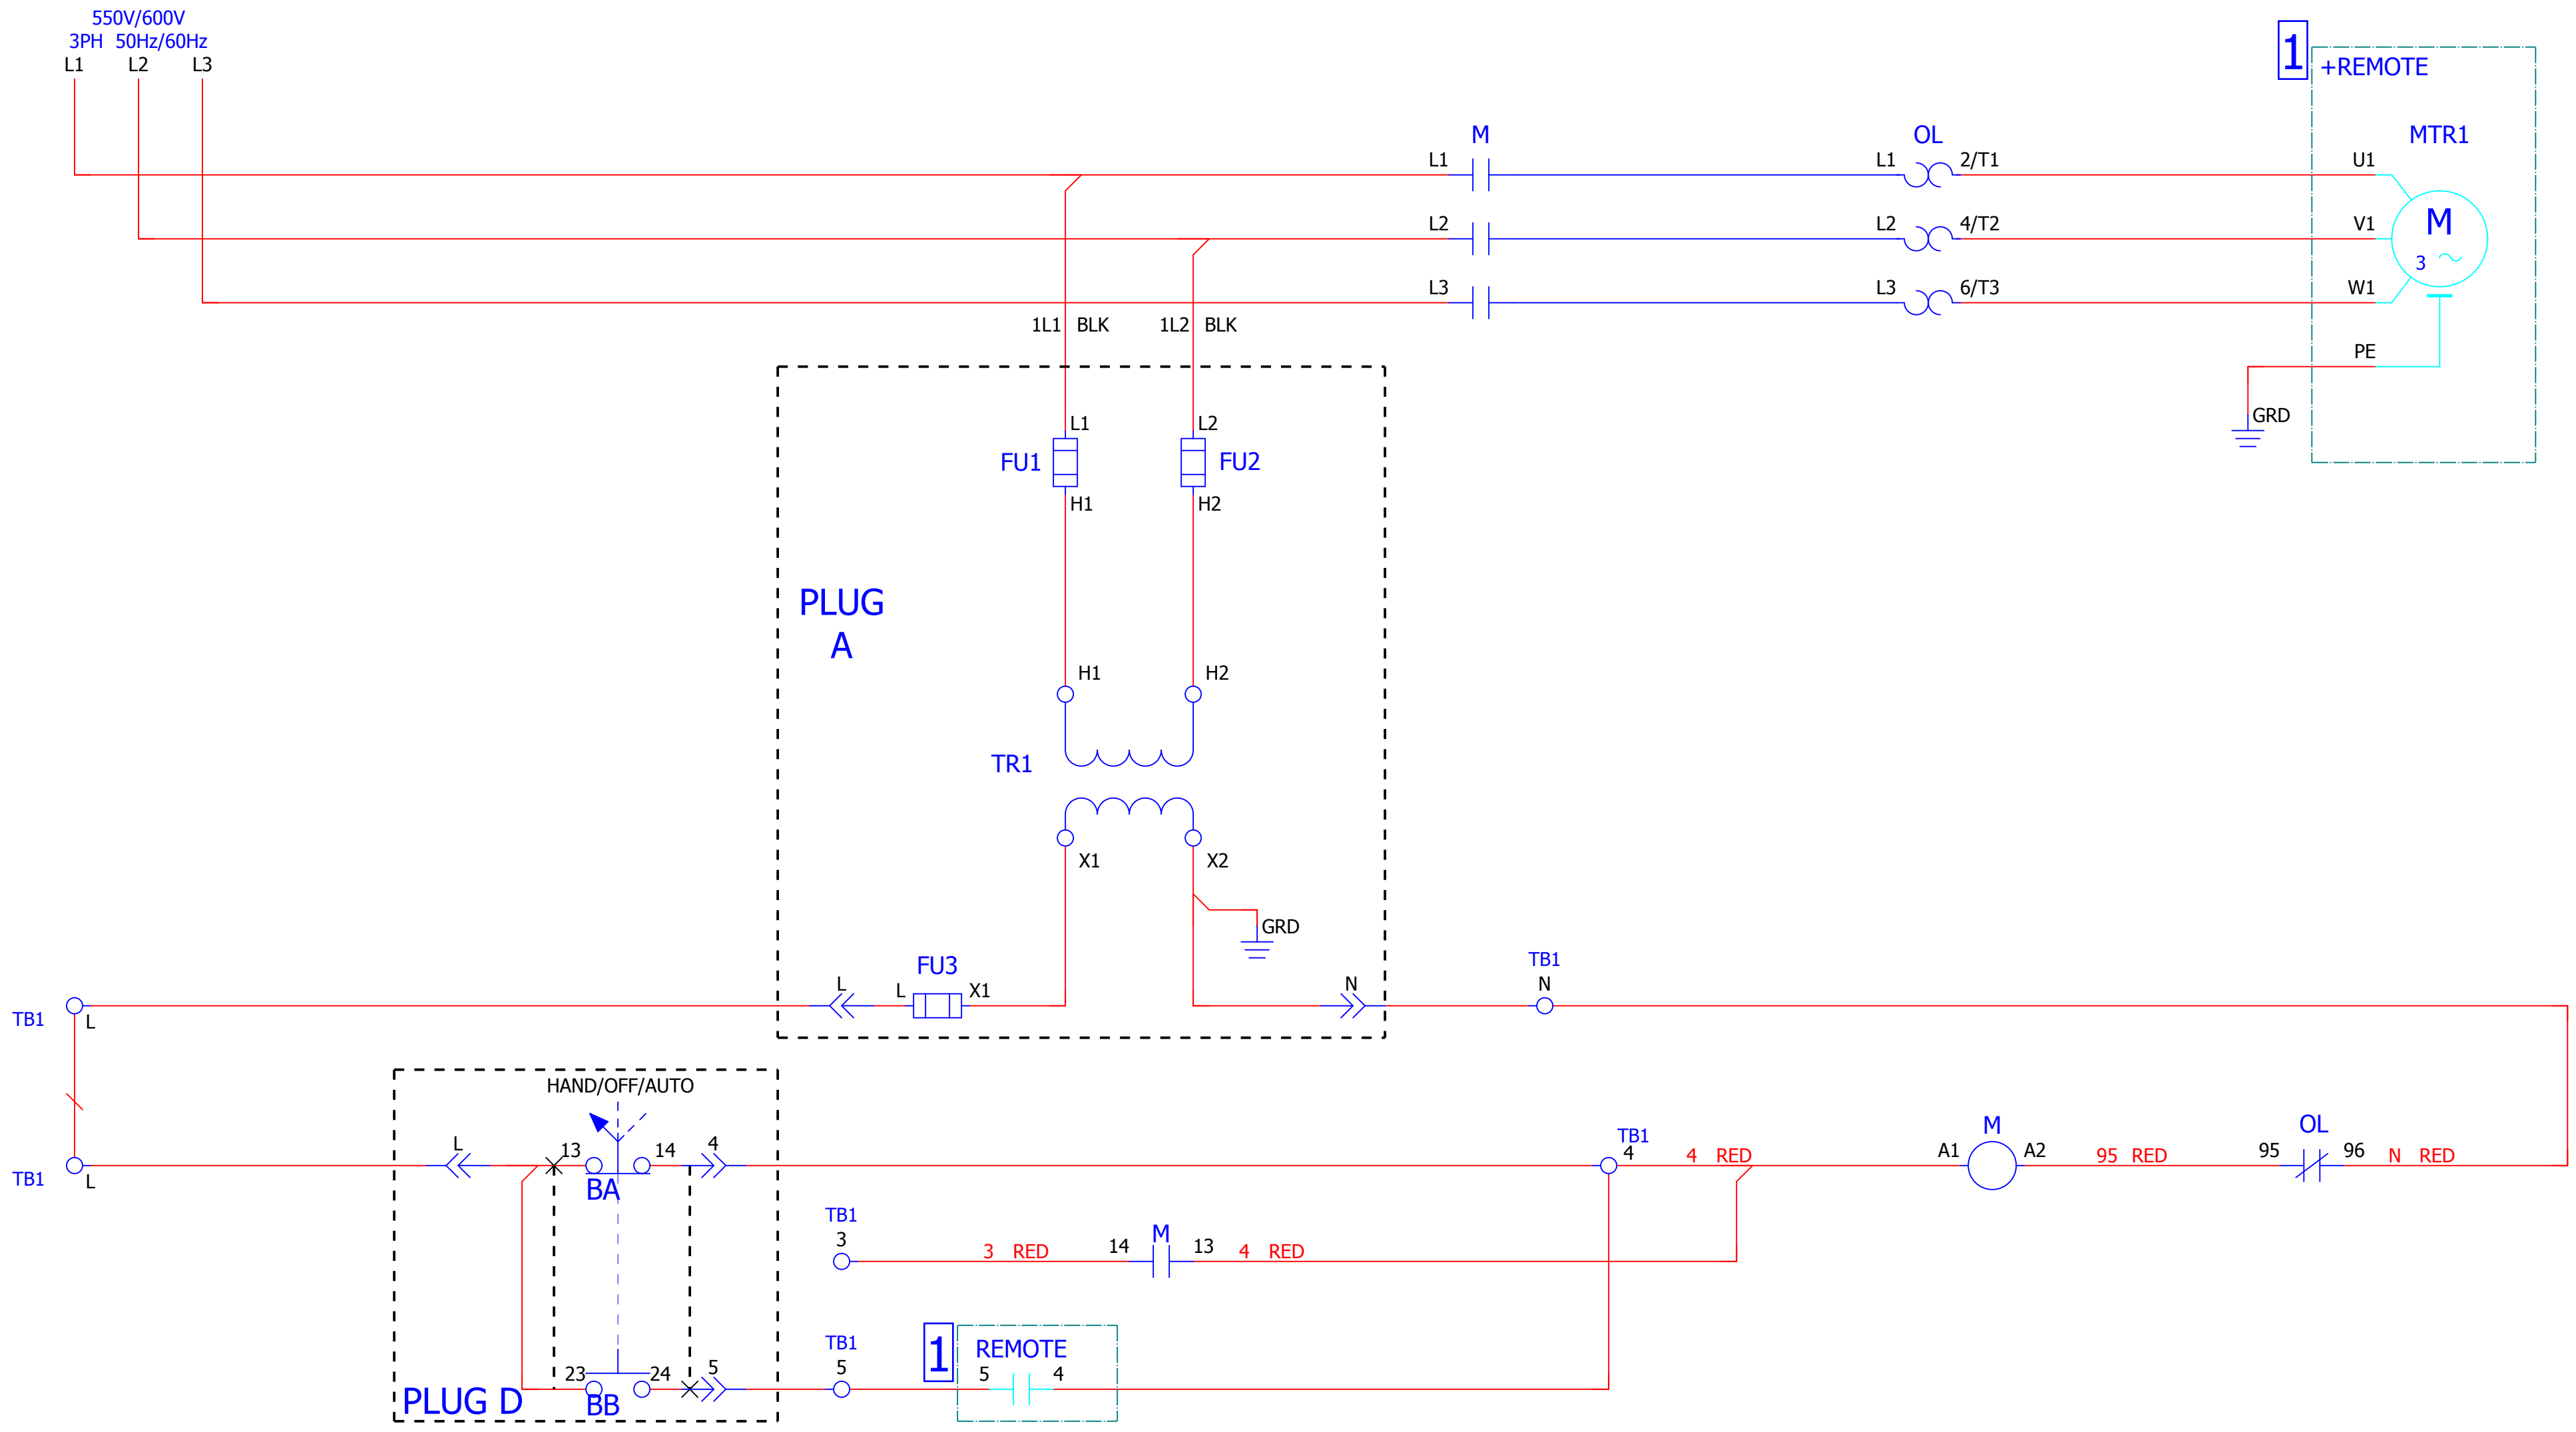 550V/600V
3PH 50Hz/60Hz
L1 L2 L3
1
+REMOTE
M OL MTR1
L1 L1 2/T1 U1
L2 L2 4/T2 V1
M
3
L3 L3 6/T3 W1
1L1 BLK 1L2 BLK
PE
GRD
L1 L2
FU1 FU2
H1 H2
PLUG
A
H1 H2
TR1
X1 X2
GRD
FU3
TB1
L L X1 N N
TB1 L
HAND/OFF/AUTO
M OL
TB1
L 13 14 4 4 4 RED A1 A2 95 RED 95 96 N RED
TB1 L
BA
TB1
3 3 RED 14 M 13 4 RED
TB1
1 REMOTE
23 24 5 5 5 4
PLUG D BB